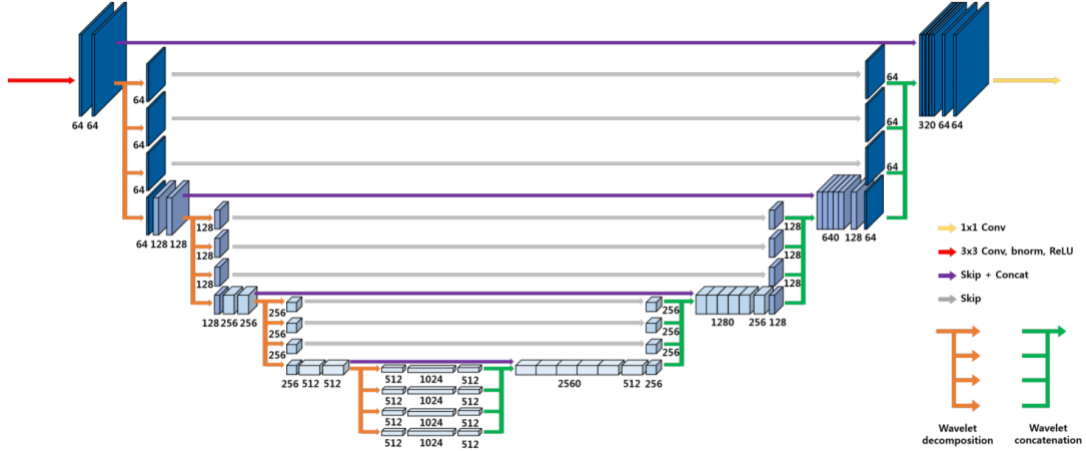 64 64
64
64
64
64 128 128
128
128
128
128 256 256
256
256
256
256 512 512
512 1024 512
512 1024 512
512 1024 512
512 1024 512
2560 512 256
256
256
256
1280 256 128
128
128
128
640 128 64
64
64
64
320 64 64
1x1 Conv
3x3 Conv, bnorm, ReLU
Skip + Concat
Skip
Wavelet
decomposition
Wavelet
concatenation